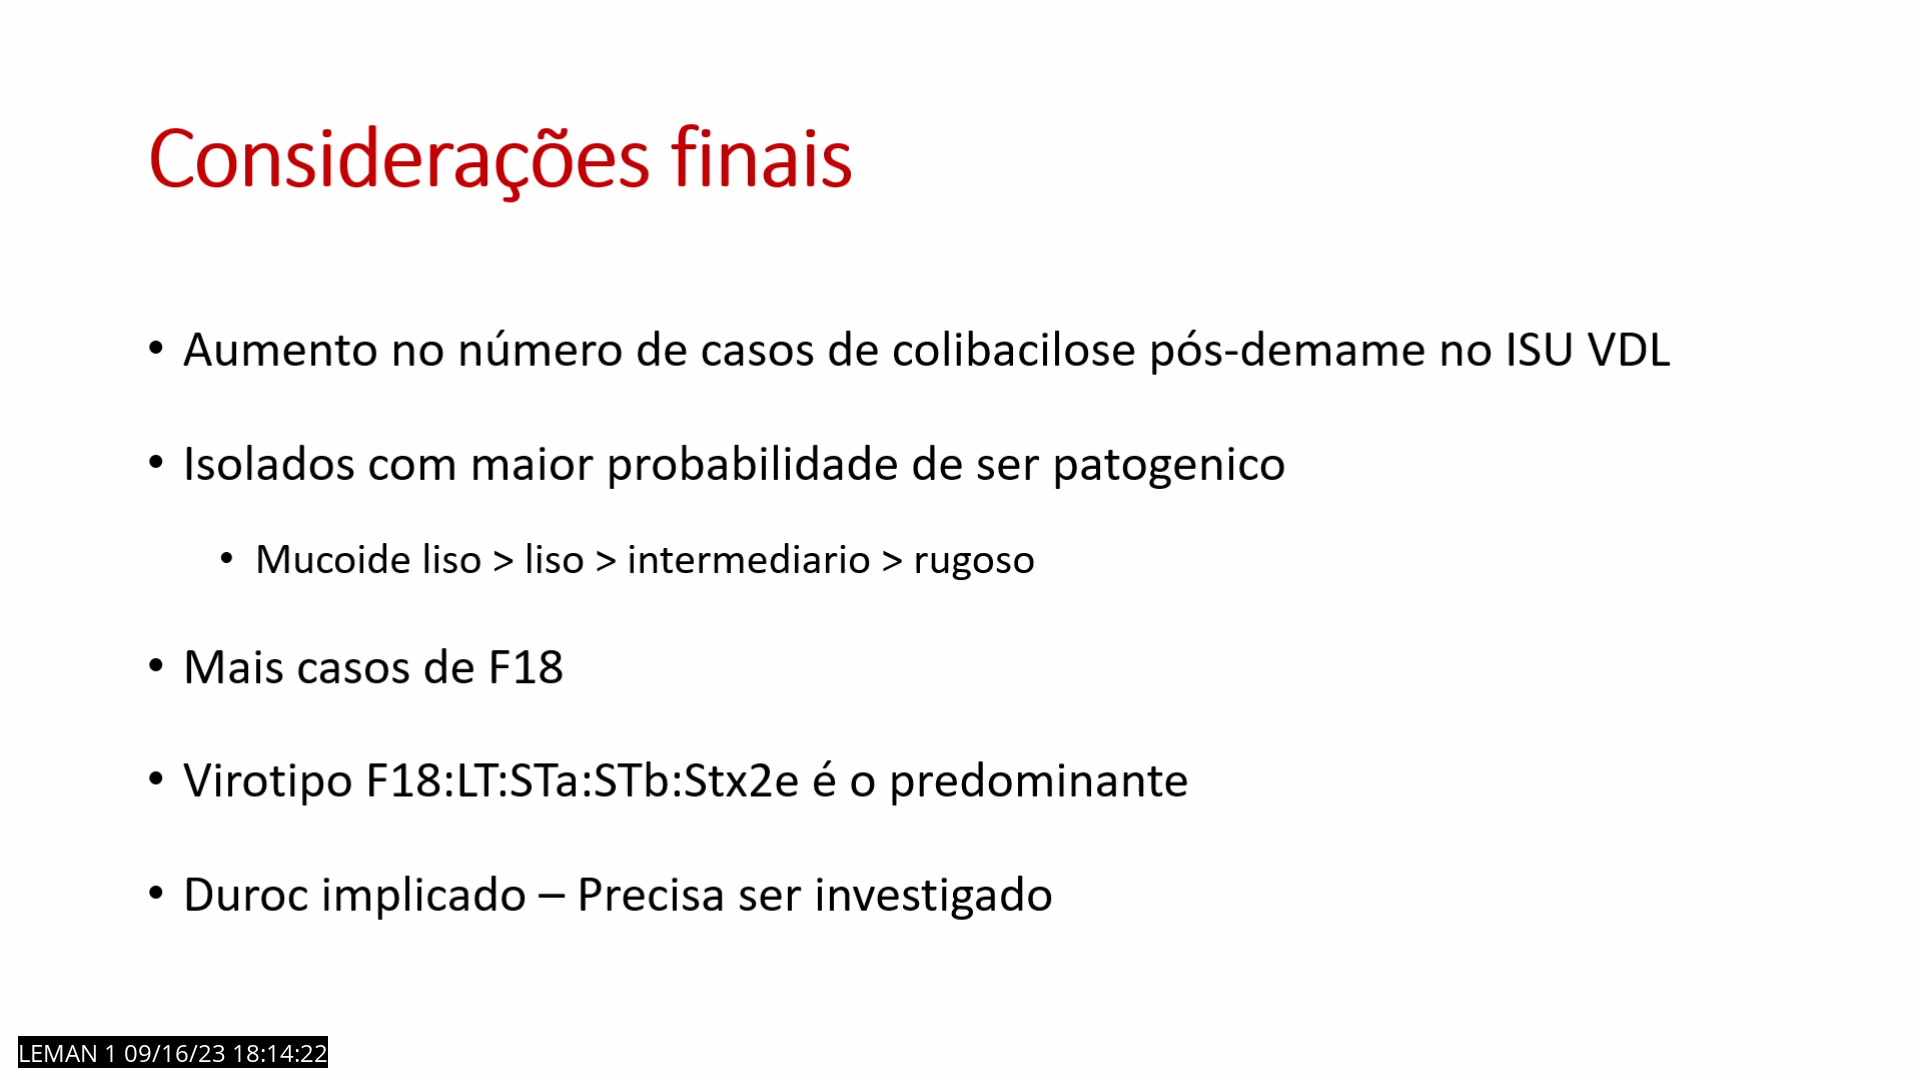 Considerações finais
• Aumento no número de casos de colibacilose pós-demame no ISU VDL
• Isolados com maior probabilidade de ser patogenico
• Mucoide liso > liso > intermediario > rugoso
• Mais casos de F18
• Virotipo F18:LT:STa:STb:Stx2e é o predominante
• Duroc implicado – Precisa ser investigado
LEMAN 1 09/16/23 18:14:22